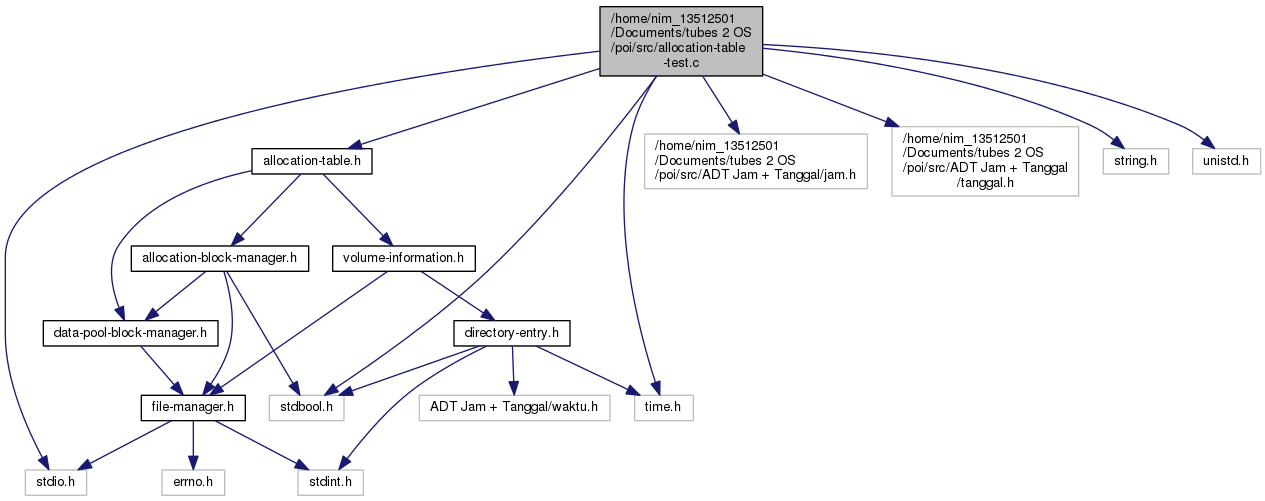 /home/nim_13512501
/Documents/tubes 2 OS
/poi/src/allocation-table
-test.c
allocation-table.h
/home/nim_13512501
/Documents/tubes 2 OS
/poi/src/ADT Jam + Tanggal/jam.h
/home/nim_13512501
/Documents/tubes 2 OS
/poi/src/ADT Jam + Tanggal
/tanggal.h
string.h
unistd.h
allocation-block-manager.h
volume-information.h
data-pool-block-manager.h
directory-entry.h
file-manager.h
stdbool.h
ADT Jam + Tanggal/waktu.h
time.h
stdio.h
errno.h
stdint.h